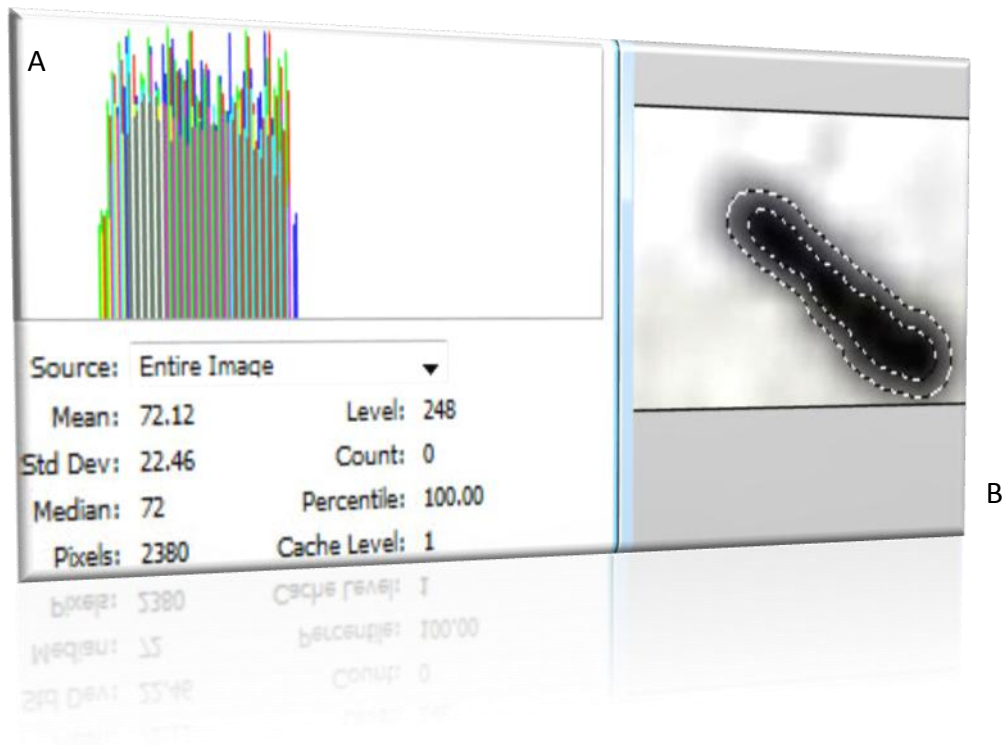 A
Source: Entire Image
Mean: 72.12 Level: 248
Std Dev: 22.46 Count: 0
Median: 72 Percentile: 100.00
Pixels: 2380 Cache Level: 1
B